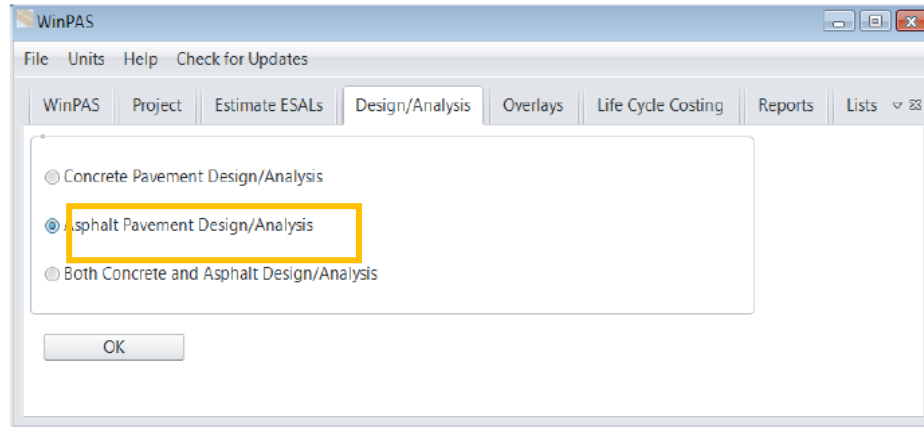 WinPAS
File Units Help Check for Updates
WinPAS Project Estimate ESALs Design/Analysis Overlays Life Cycle Costing Reports Lists
Concrete Pavement Design/Analysis
Asphalt Pavement Design/Analysis
Both Concrete and Asphalt Design/Analysis
OK